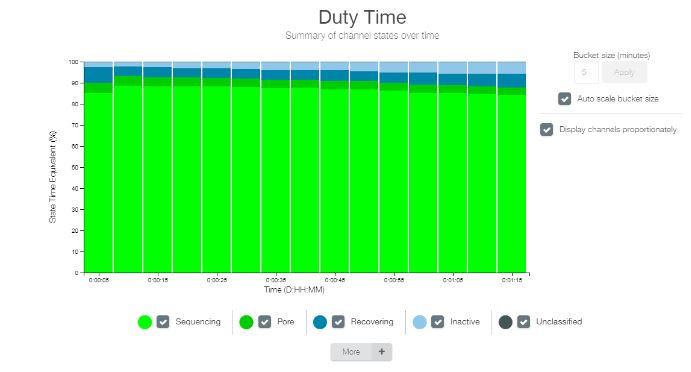 Duty Time
Summary of channel states over time
Bucket size (minutes)
5
Apply
Auto scale bucket size
Display channels proportionately
State Time Equivalent (%)
100
90
80
70
60
50
40
30
20
10
0
0:00:05 0:00:15 0:00:25 0:00:35 0:00:45 0:00:55 0:01:05 0:01:15
Time (D:HH:MM)
Sequencing Pore Recovering Inactive Unclassified
More +